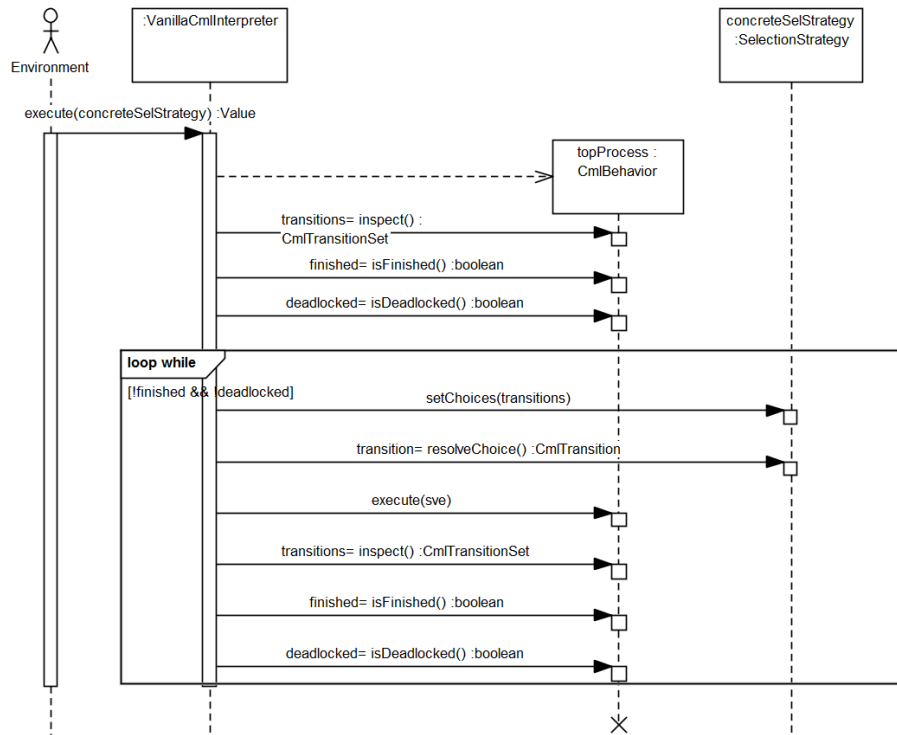 :VanillaCmlInterpreter
concreteSelStrategy
:SelectionStrategy
Environment
execute(concreteSelStrategy) :Value
topProcess :
CmlBehavior
transitions= inspect() :
CmlTransitionSet
finished= isFinished() :boolean
deadlocked= isDeadlocked() :boolean
loop while
[!finished && !deadlocked]
setChoices(transitions)
transition= resolveChoice() :CmlTransition
execute(sve)
transitions= inspect() :CmlTransitionSet
finished= isFinished() :boolean
deadlocked= isDeadlocked() :boolean